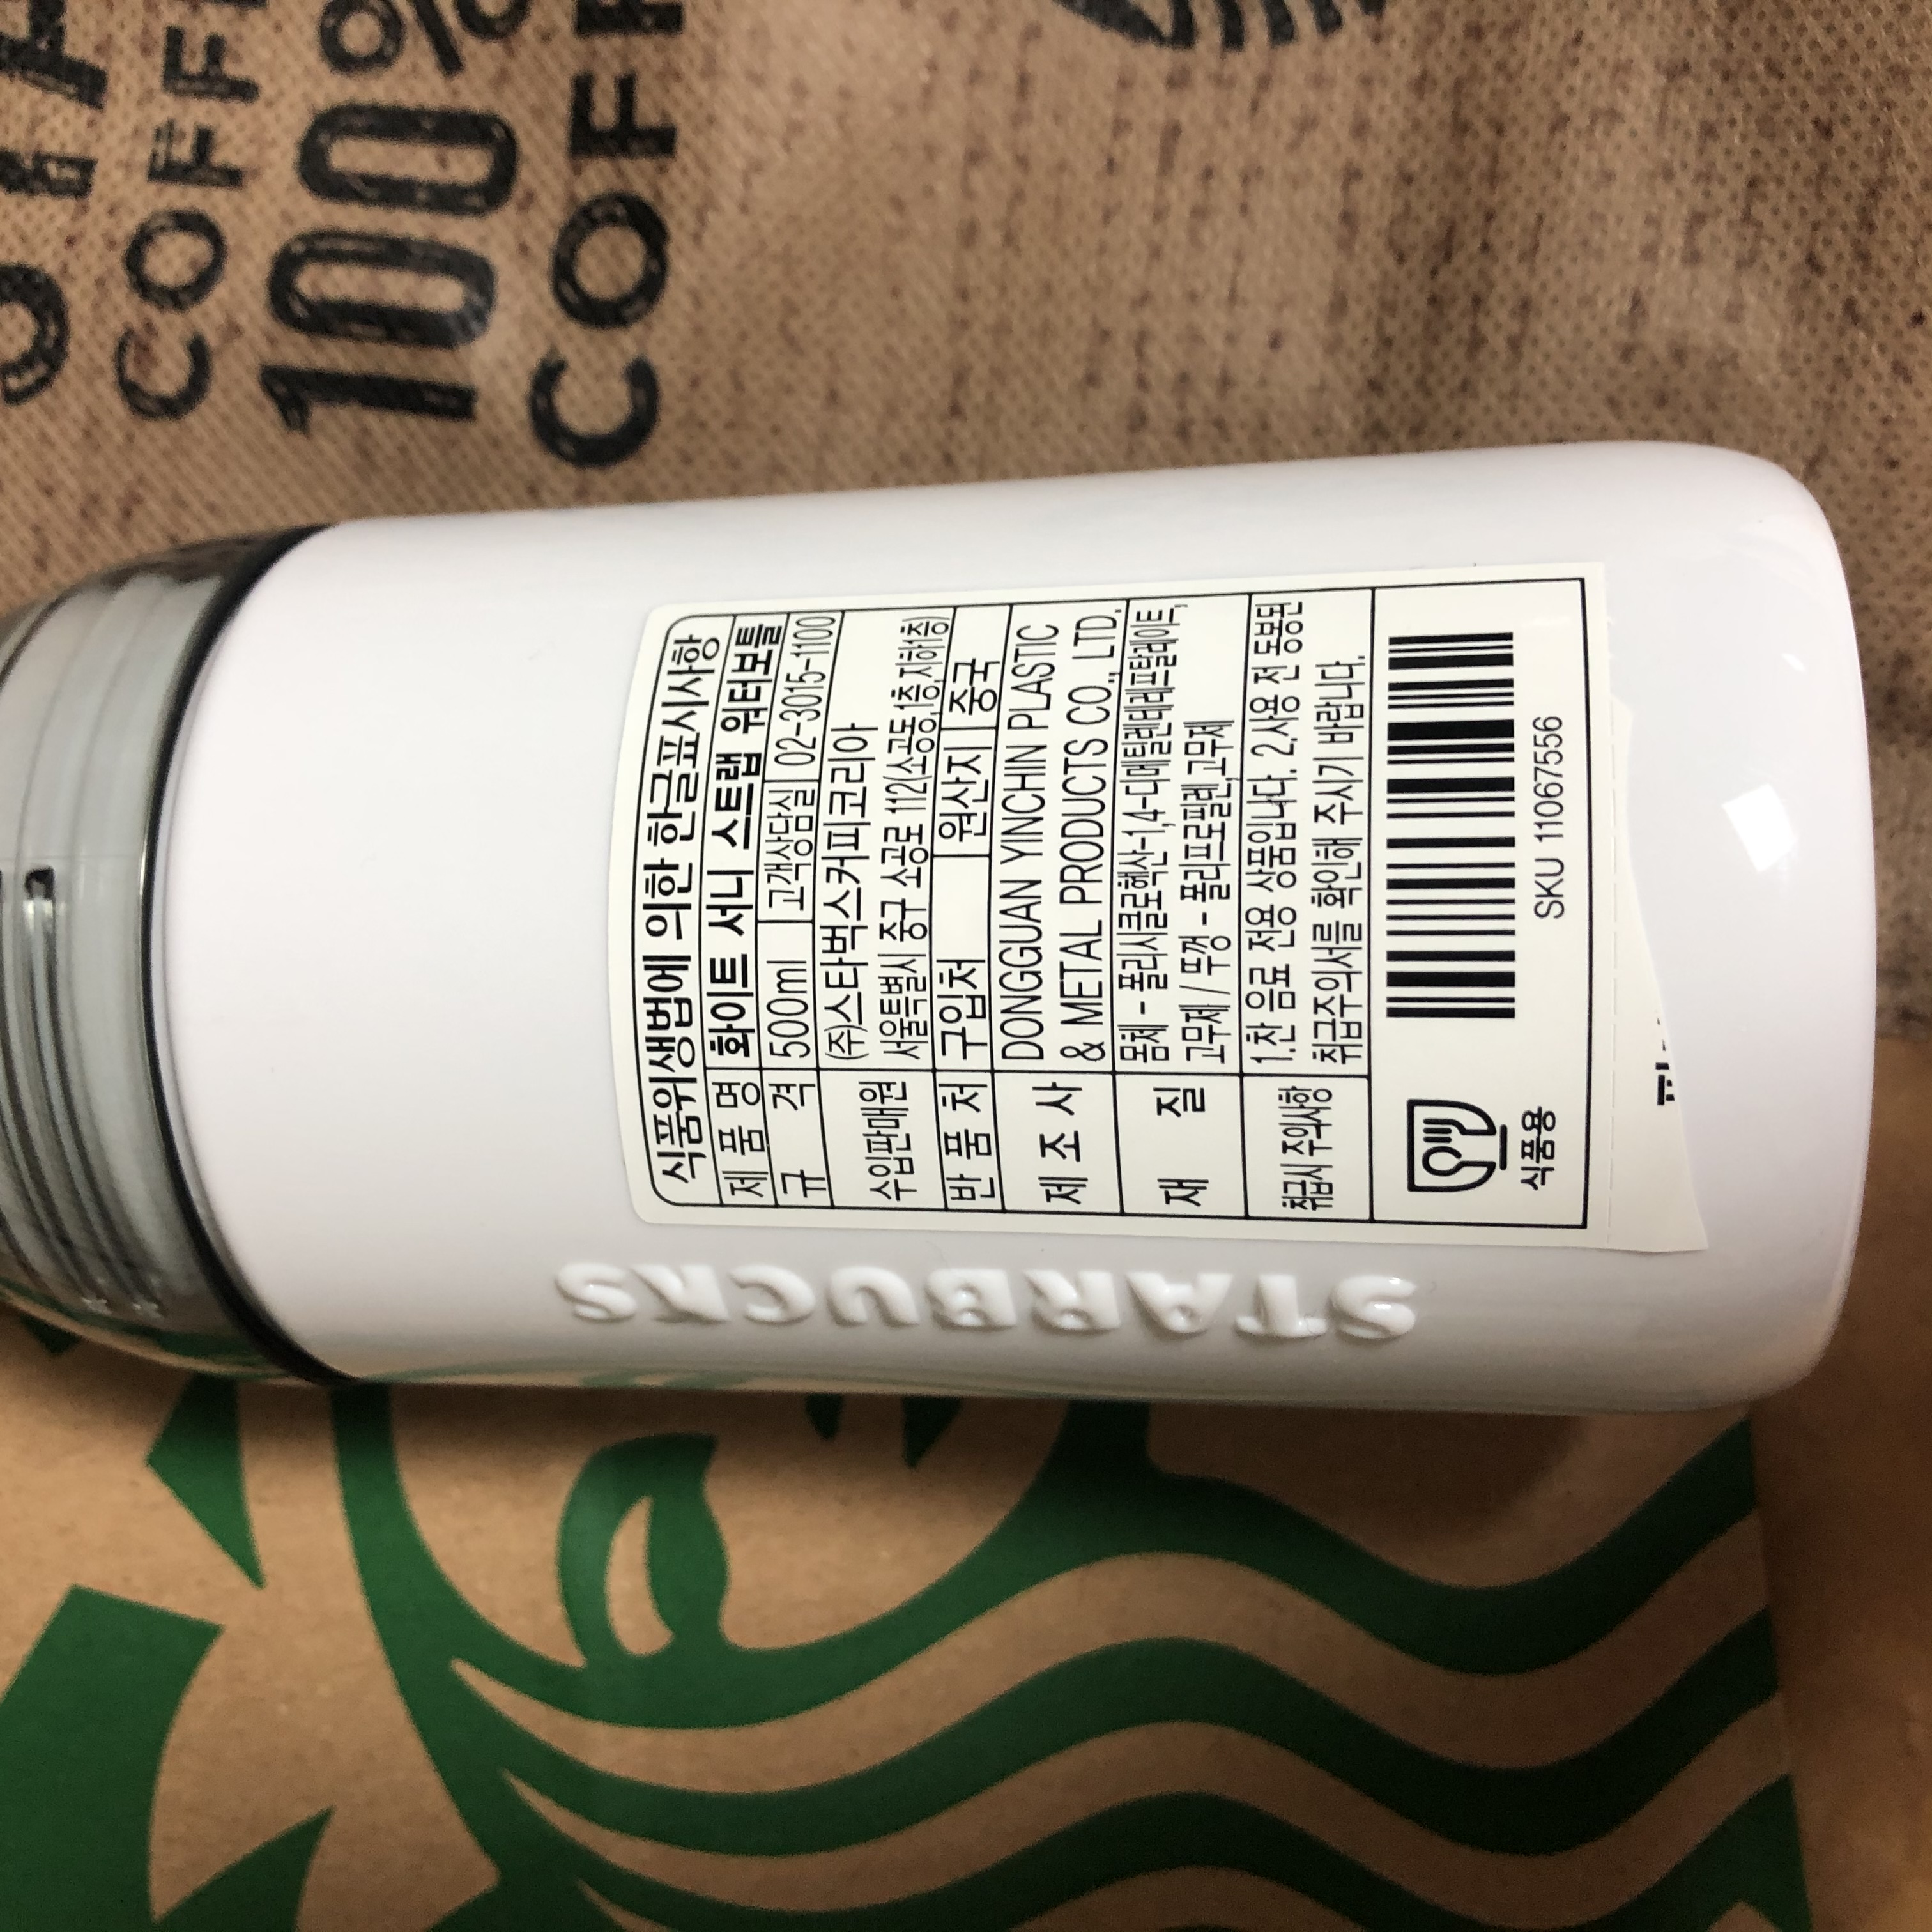 식품위생법에 의한 한글표시사항
제 품 명 화이트 서니 스트랩 워터보틀
규 격 500ml 고객상담실 02-3015-1100
수입판매원 (주)스타벅스커피코리아
서울특별시 중구 소공로 112(소공동,1층,지하1층)
반 품 처 구입처 원산지 중국
제 조 사 DONGGUAN YINCHIN PLASTIC
& METAL PRODUCTS CO., LTD.
재 질 몸체 - 폴리시클로헥산-1,4-디메틸렌테레프탈레이트,
고무제 / 뚜껑 - 폴리프로필렌,고무제
취급시 주의사항 1.찬 음료 전용 상품입니다. 2.사용 전 동봉된
취급주의서를 확인해 주시기 바랍니다.
식품용
SKU 11067556
STARBUCKS
COFF
100%
COF